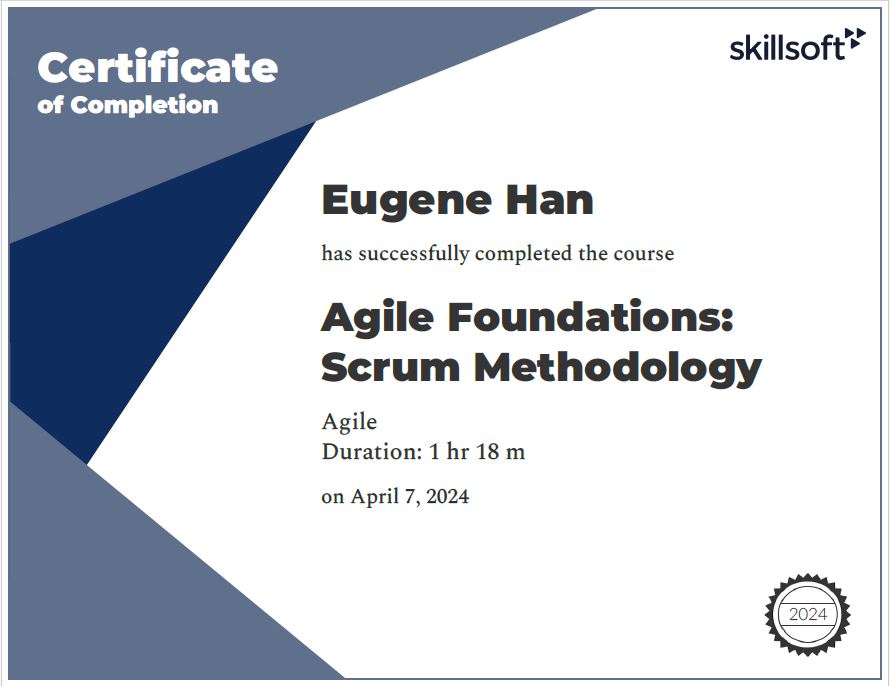 Certificate
of Completion
skillsoft
Eugene Han
has successfully completed the course
Agile Foundations:
Scrum Methodology
Agile
Duration: 1 hr 18 m
on April 7, 2024
2024